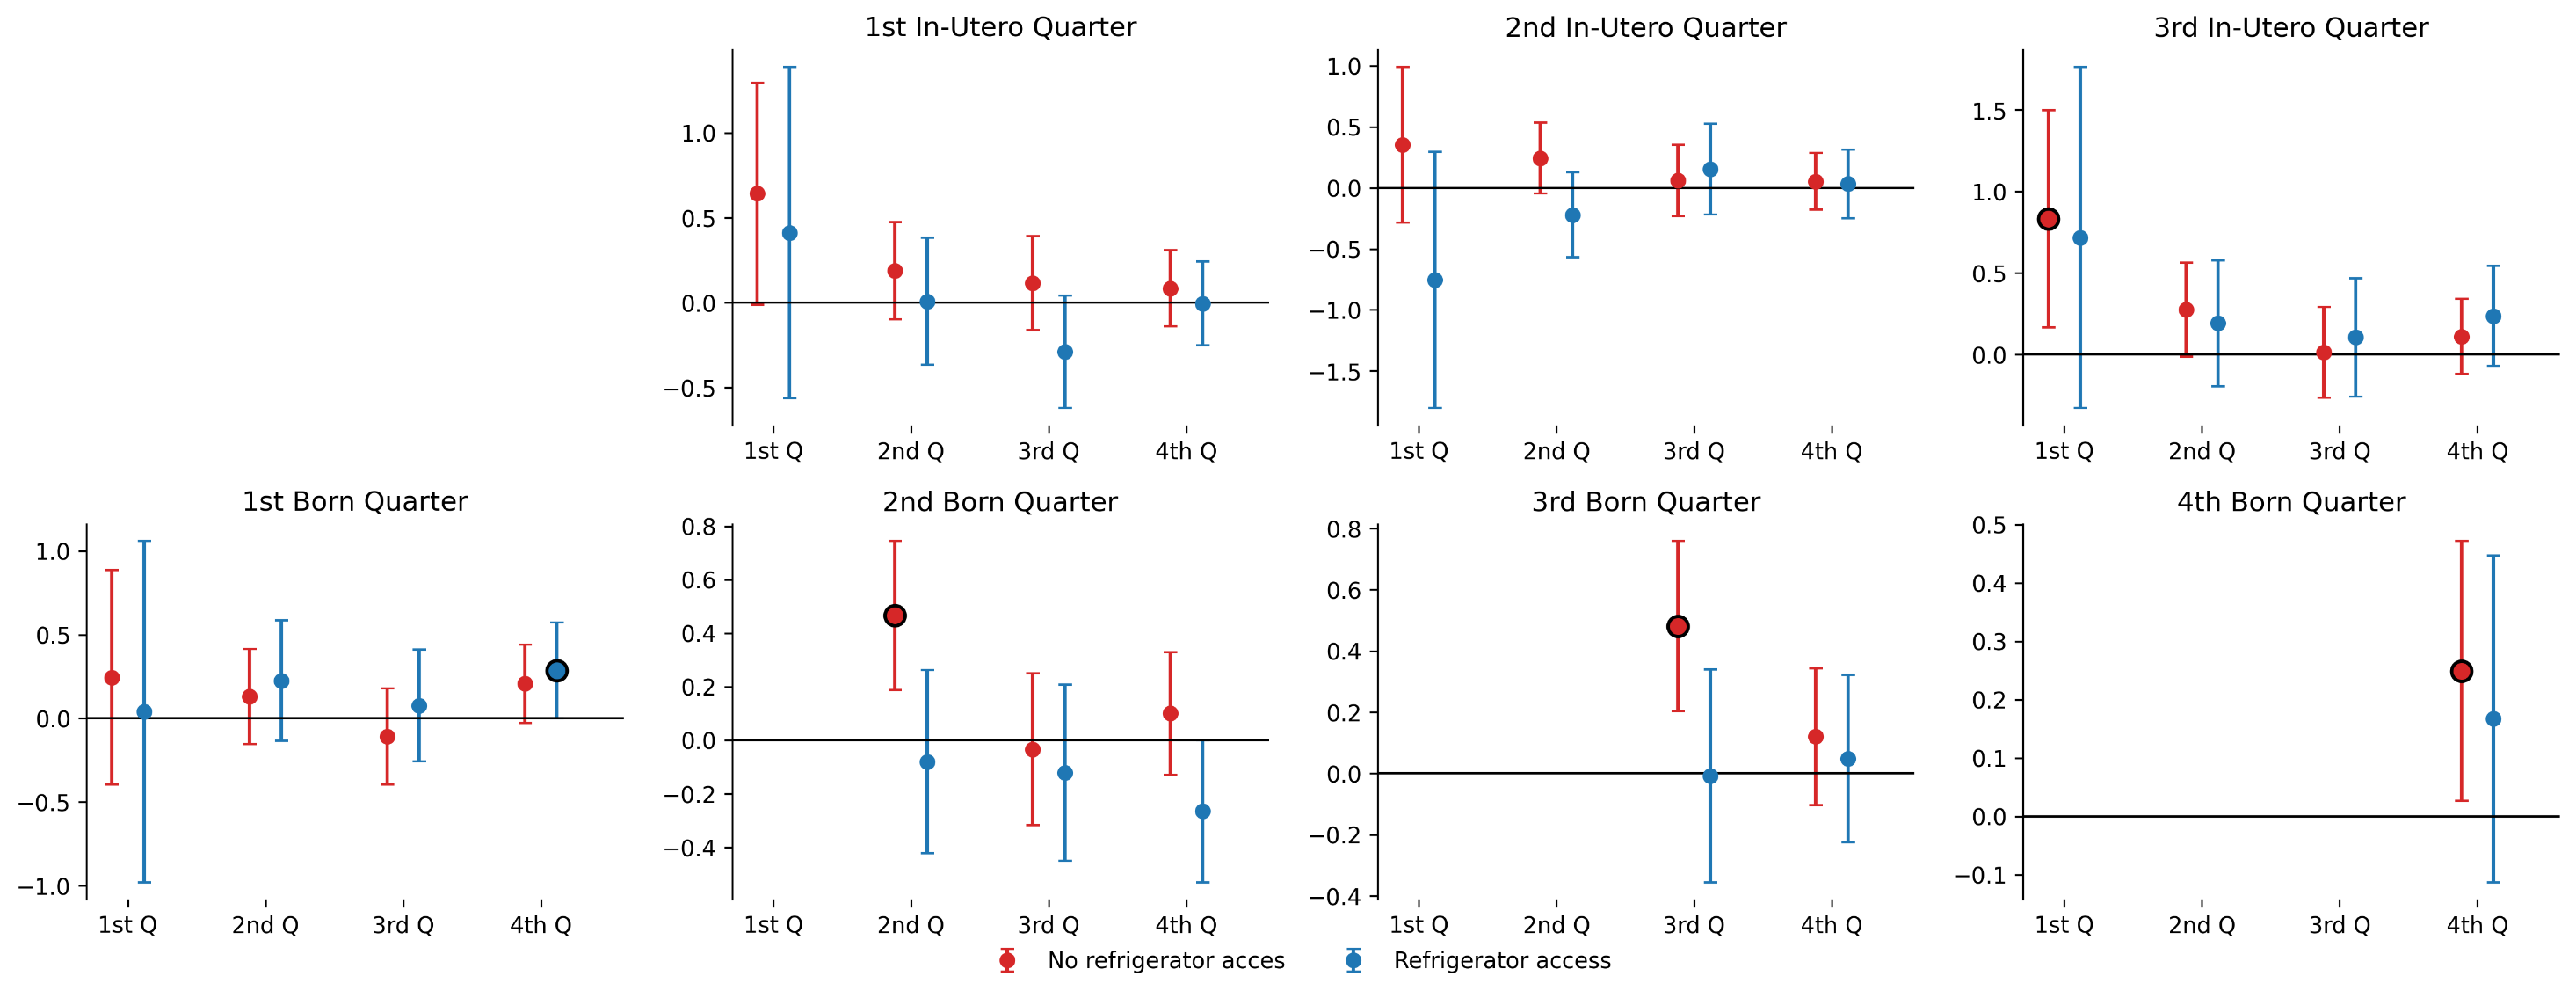 1st In-Utero Quarter
1.0
0.5
0.0
−0.5
1st Q 2nd Q 3rd Q 4th Q
2nd In-Utero Quarter
1.0
0.5
0.0
−0.5
−1.0
−1.5
1st Q 2nd Q 3rd Q 4th Q
3rd In-Utero Quarter
1.5
1.0
0.5
0.0
1st Q 2nd Q 3rd Q 4th Q
1st Born Quarter
1.0
0.5
0.0
−0.5
−1.0
1st Q 2nd Q 3rd Q 4th Q
2nd Born Quarter
0.8
0.6
0.4
0.2
0.0
−0.2
−0.4
1st Q 2nd Q 3rd Q 4th Q
3rd Born Quarter
0.8
0.6
0.4
0.2
0.0
−0.2
−0.4
1st Q 2nd Q 3rd Q 4th Q
4th Born Quarter
0.5
0.4
0.3
0.2
0.1
0.0
−0.1
1st Q 2nd Q 3rd Q 4th Q
No refrigerator acces Refrigerator access